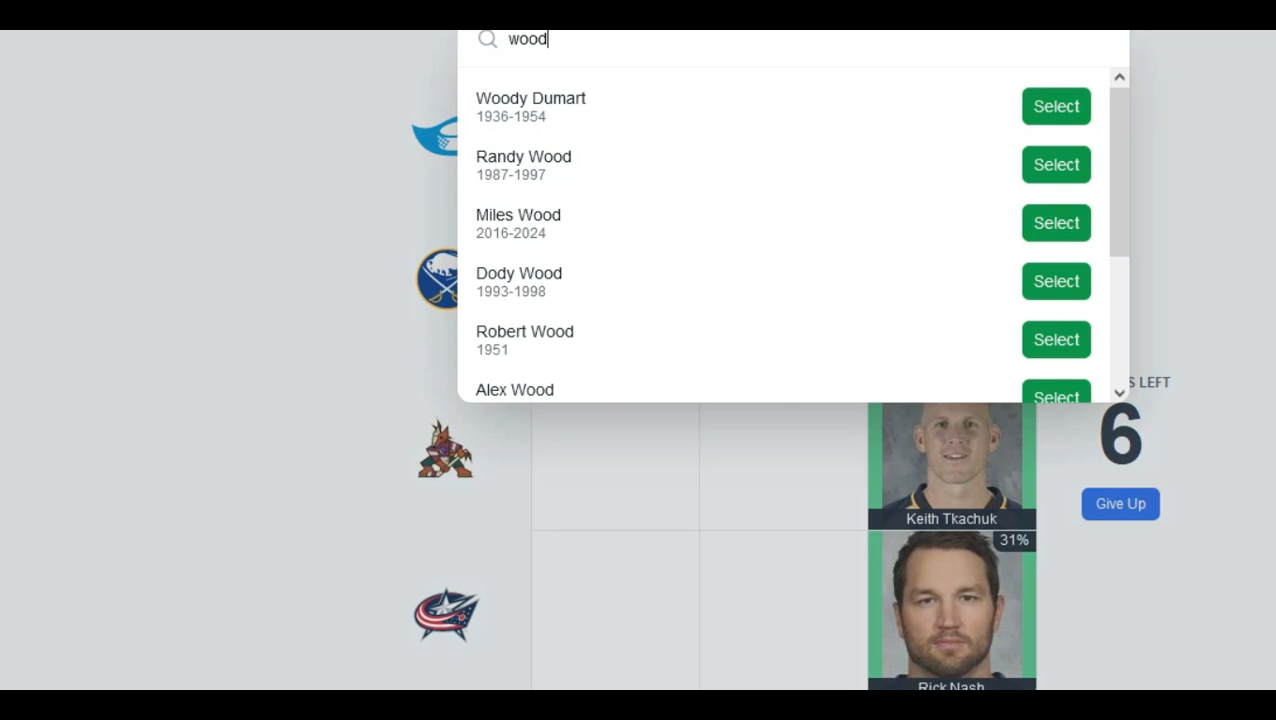 wood
Woody Dumart
1936-1954
Select
Randy Wood
1987-1997
Select
Miles Wood
2016-2024
Select
Dody Wood
1993-1998
Select
Robert Wood
1951
Select
Alex Wood
Select
S LEFT
6
Give Up
Keith Tkachuk
31%
Rick Nash